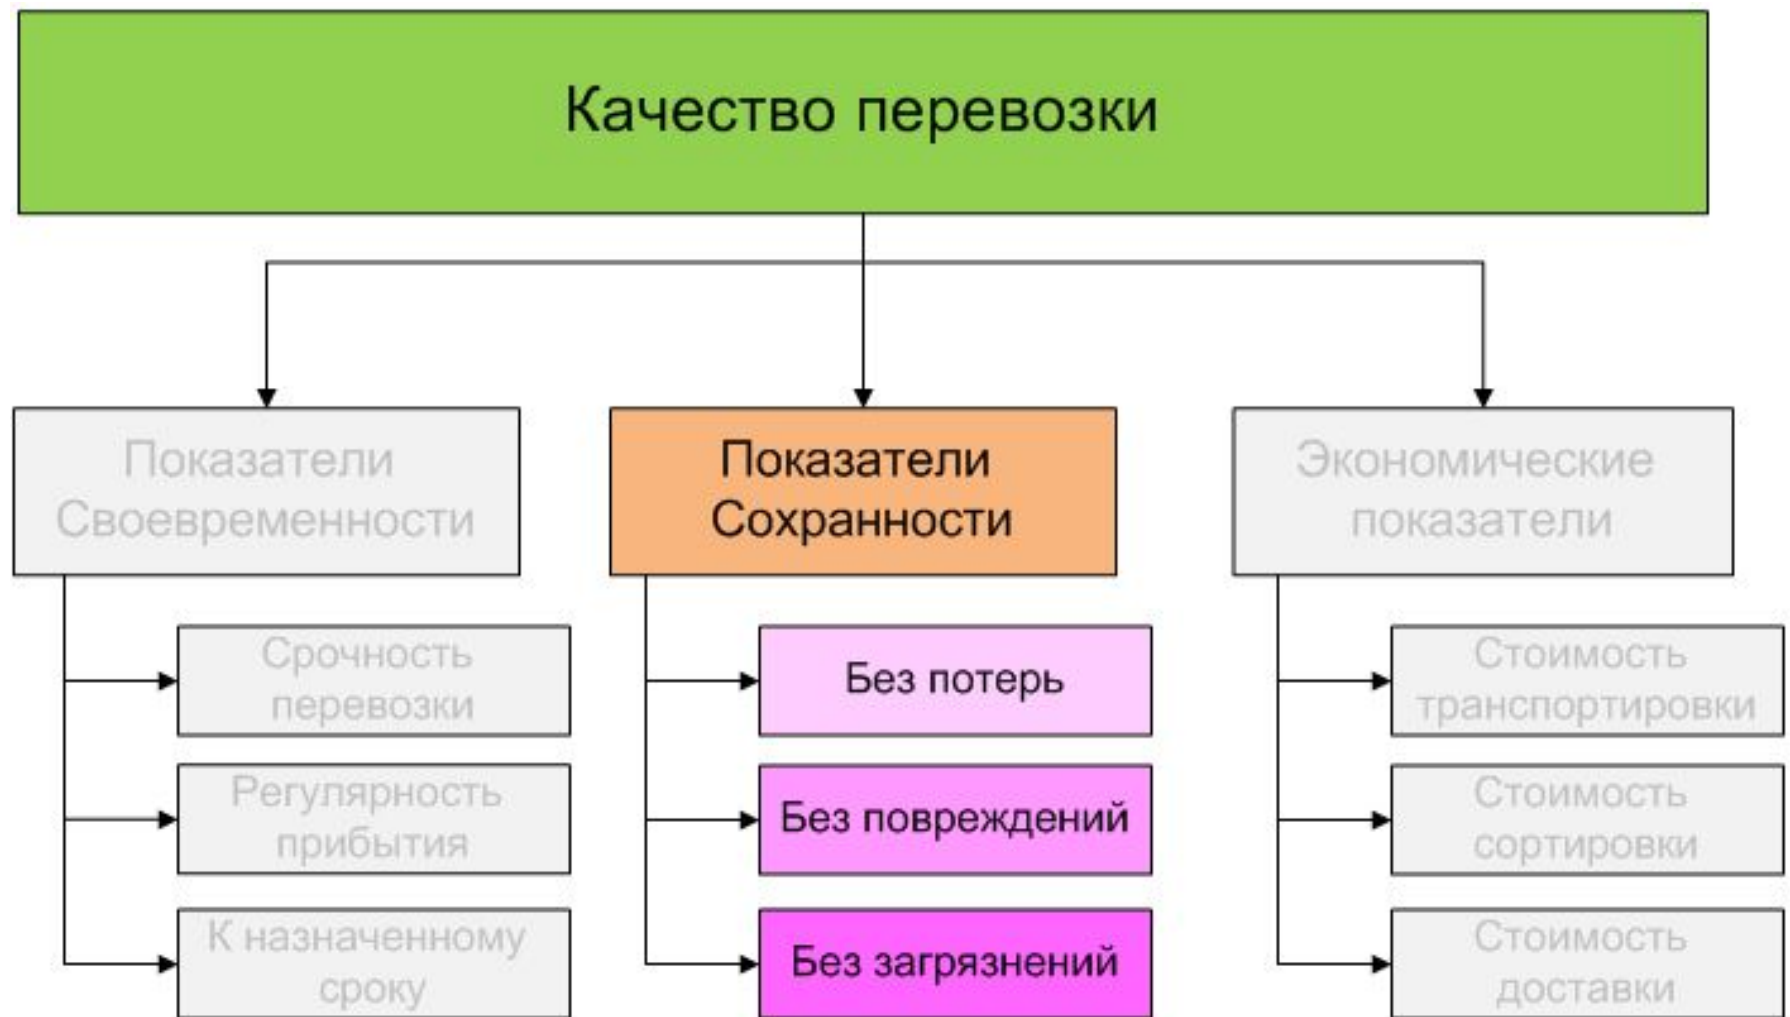 Качество перевозки
Показатели
Своевременности
Срочность
перевозки
Регулярность
прибытия
К назначенному
сроку
Показатели
Сохранности
Без потерь
Без повреждений
Без загрязнений
Экономические
показатели
Стоимость
транспортировки
Стоимость
сортировки
Стоимость
доставки